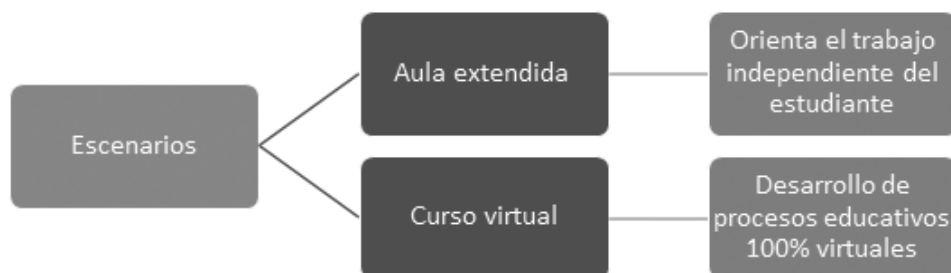 Escenarios
Aula extendida
Orienta el trabajo
independiente del
estudiante
Curso virtual
Desarrollo de
procesos educativos
100% virtuales